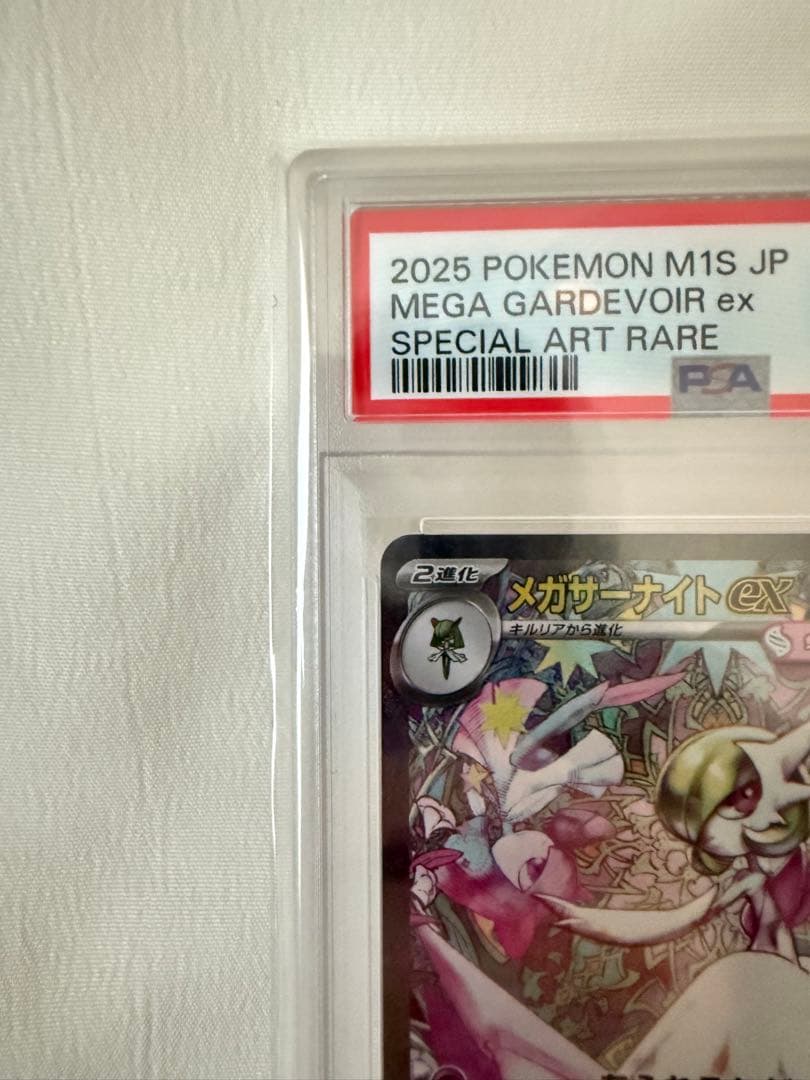 2025 POKEMON M1S JP
MEGA GARDEVOIR ex
SPECIAL ART RARE
PSA
2進化
メガサーナイトex
キルリアから進化